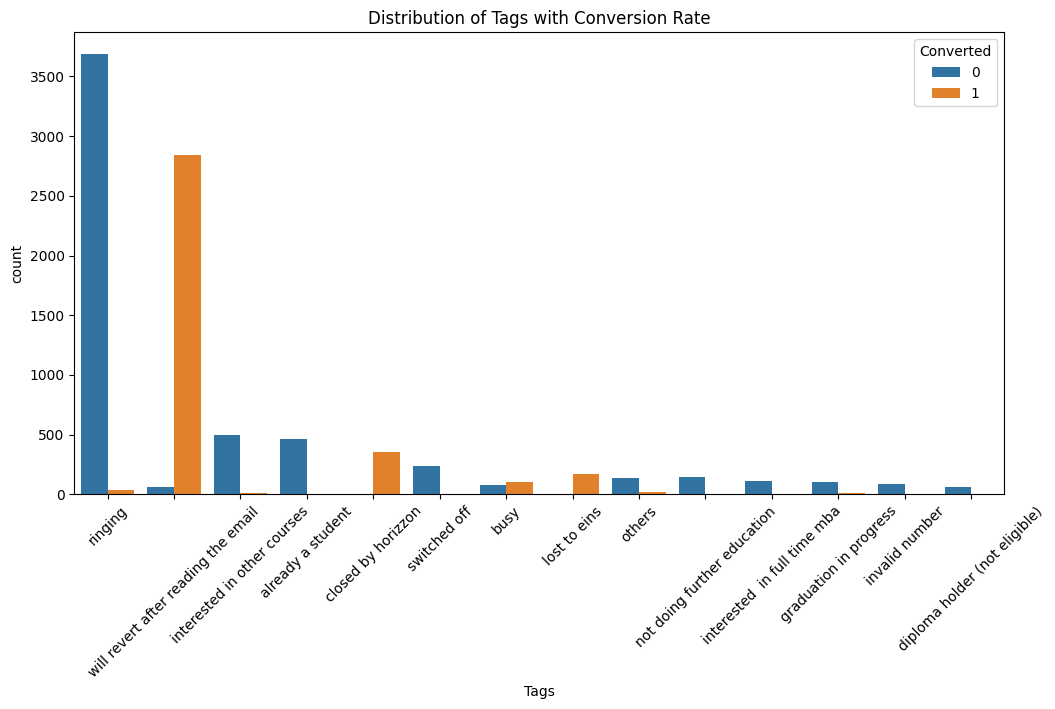 Distribution of Tags with Conversion Rate
Converted
0
1
3500
3000
2500
2000
1500
1000
500
0
count
ringing
will revert after reading the email
interested in other courses
already a student
closed by horizzon
switched off
busy
lost to eins
others
not doing further education
interested  in full time mba
graduation in progress
invalid number
diploma holder (not eligible)
Tags